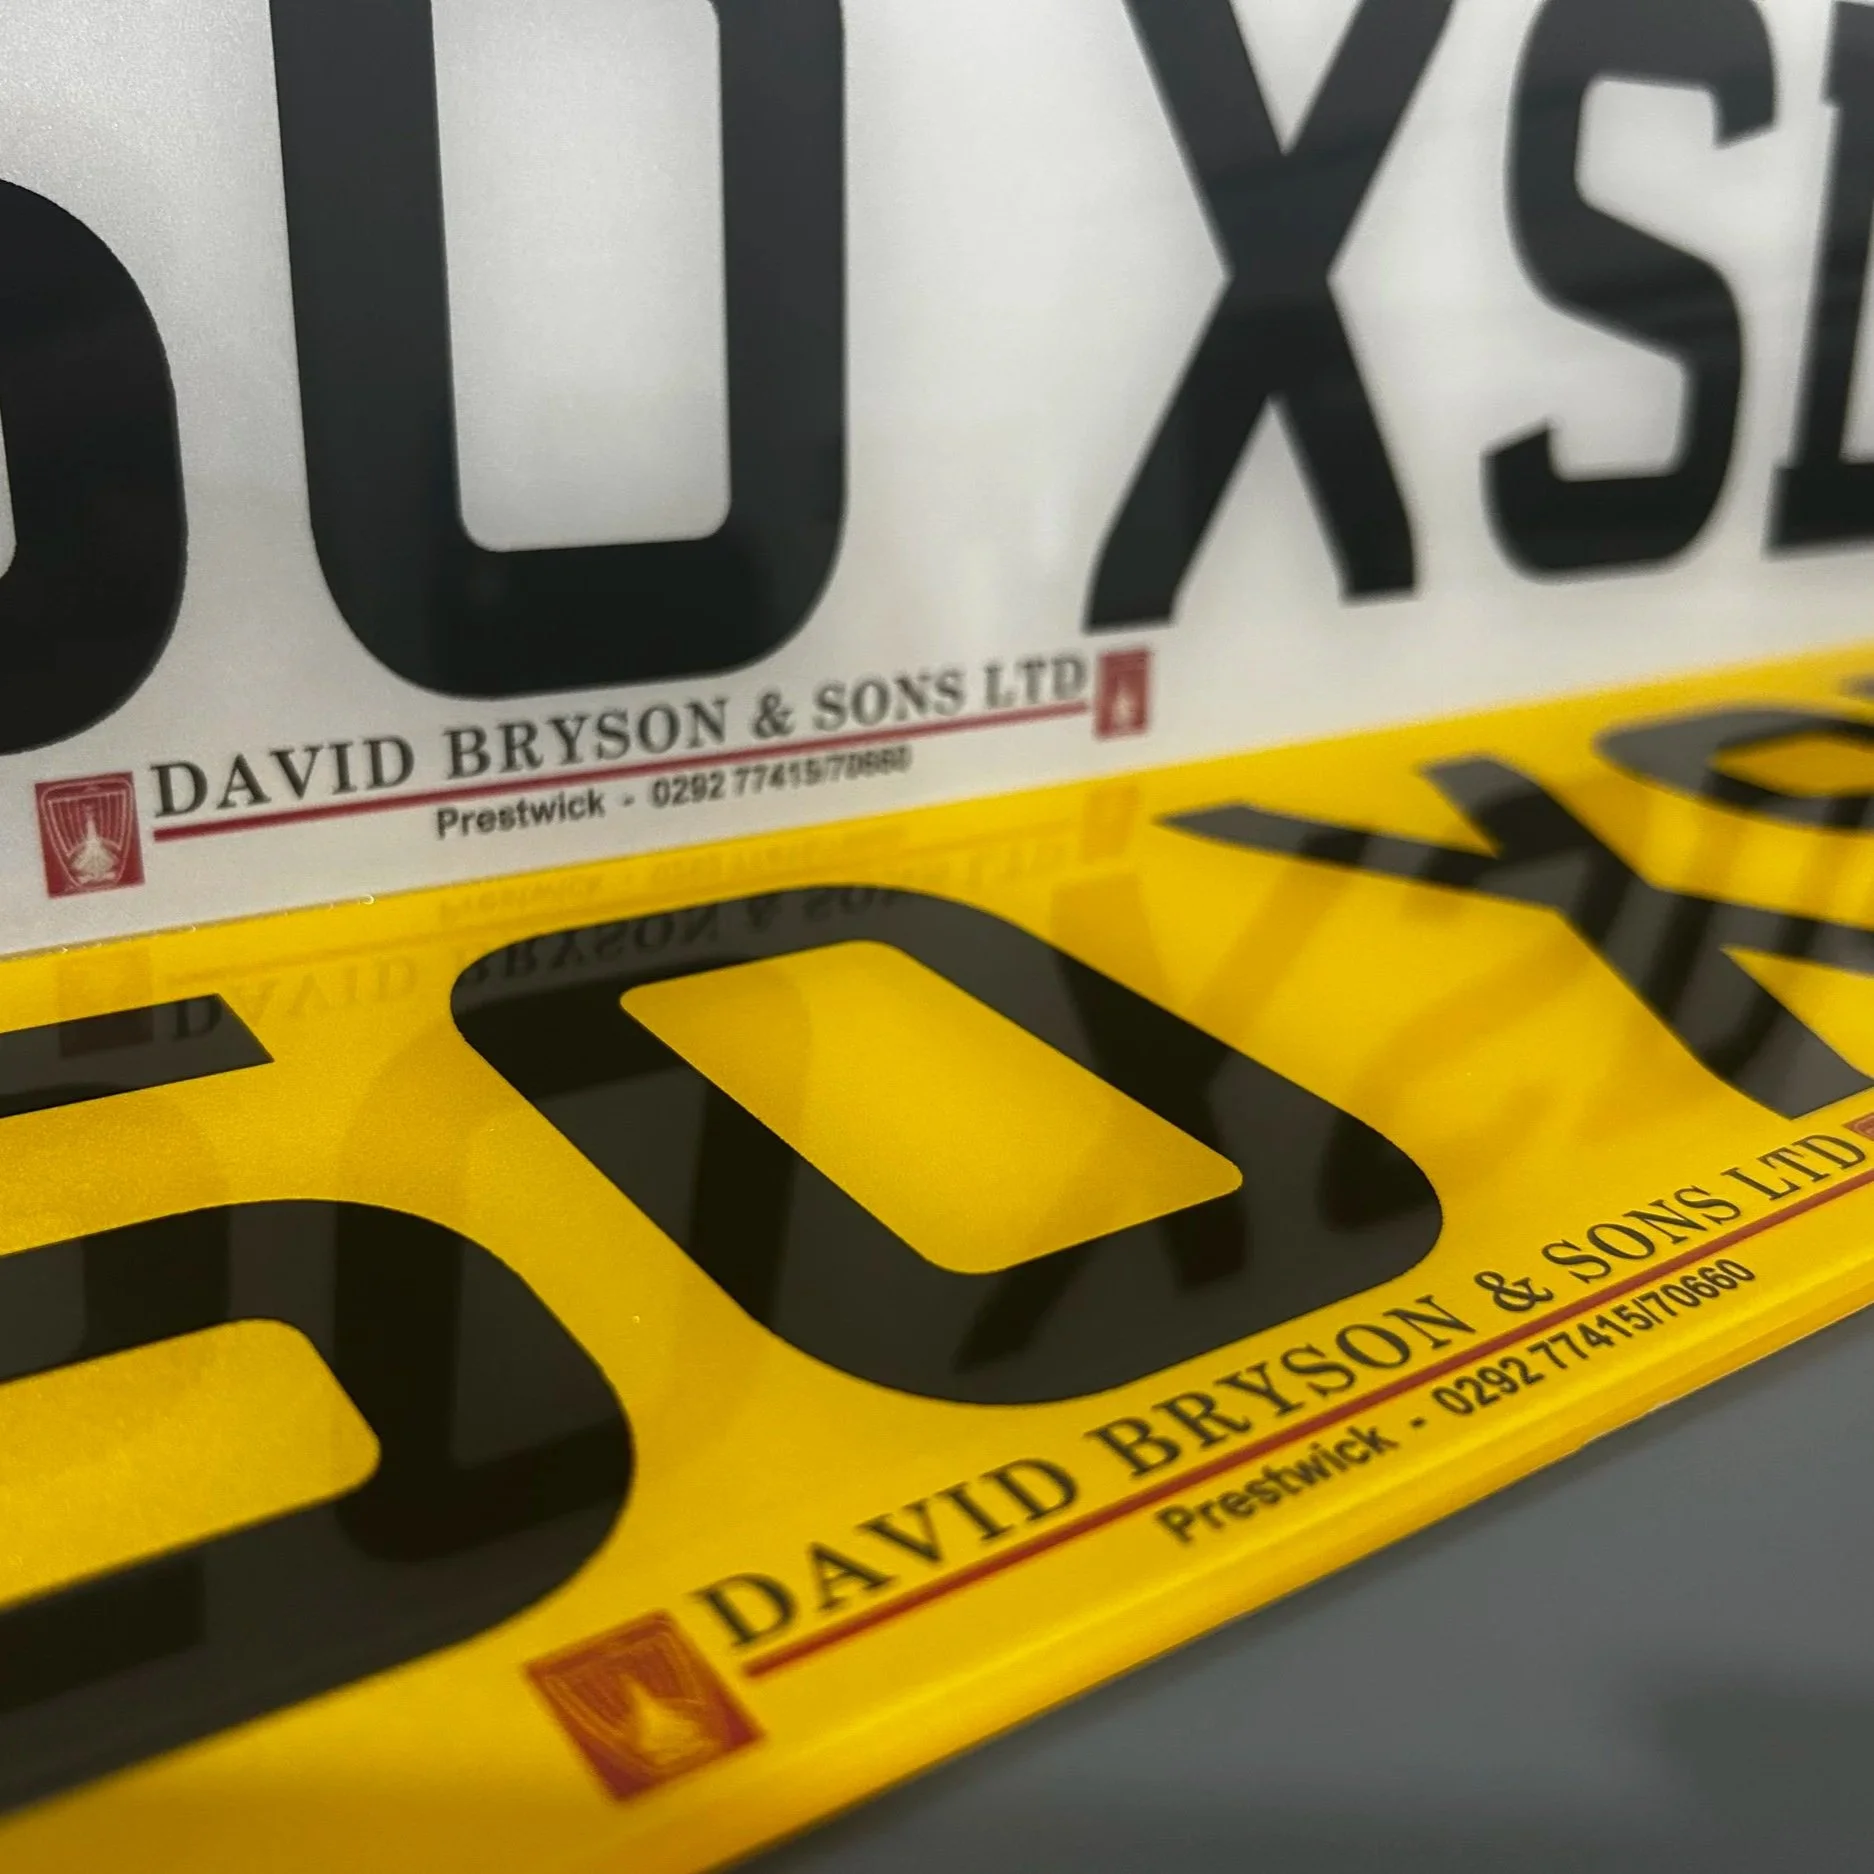 50 XS
DAVID BRYSON & SONS LTD
Prestwick - 0292 77415/70660
50 X
DAVID BRYSON & SONS LTD
Prestwick - 0292 77415/70660